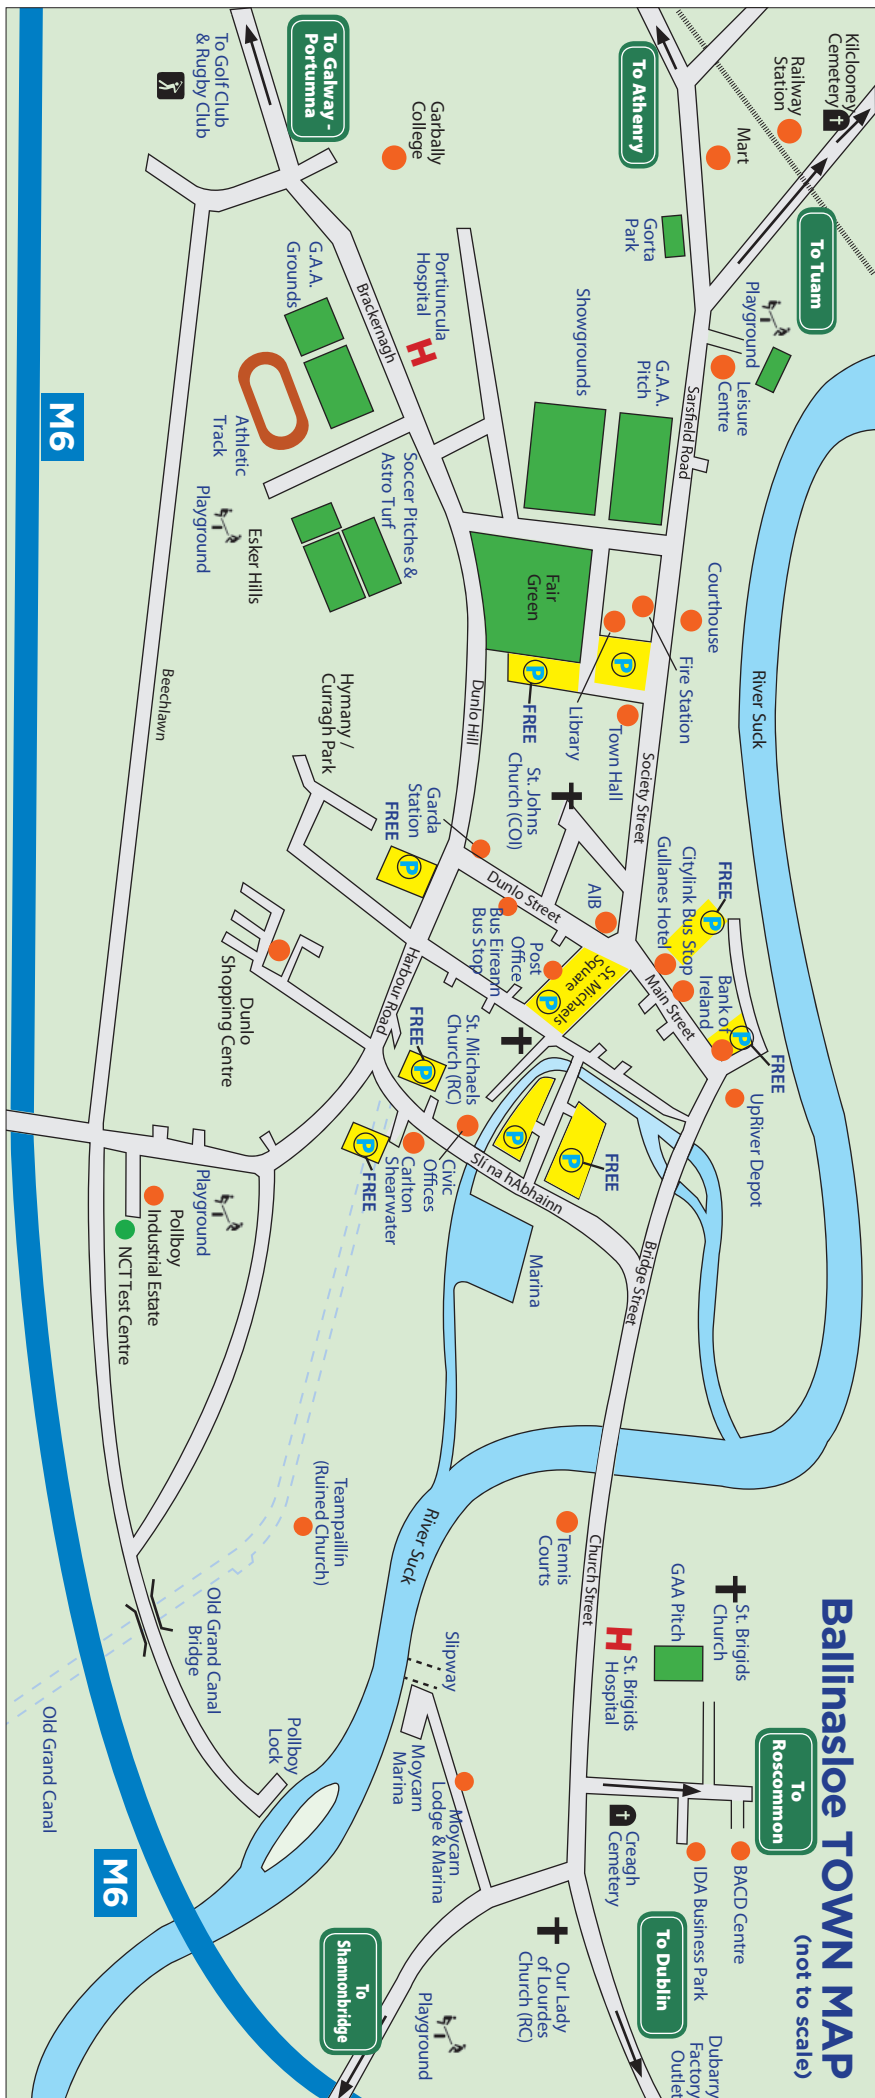 Ballinasloe TOWN MAP
(not to scale)
Kilclooney
Cemetery
Railway
Station
Mart
To Athenry
To Tuam
Gorta
Park
Playground
Leisure
Centre
To Galway -
Portumna
To Golf Club
& Rugby Club
Garbally
College
Portiuncula
Hospital
H
Brackernagh
G.A.A.
Grounds
Athletic
Track
Showgrounds
G.A.A.
Pitch
Sarsfield Road
Soccer Pitches &
Astro Turf
Playground
Esker Hills
M6
Beechlawn
Fair
Green
Courthouse
Fire Station
Library
Town Hall
P
P
FREE
River Suck
Society Street
Dunlo Hill
St. Johns
Church (COI)
Hymany /
Curragh Park
Garda
Station
FREE
P
Dunlo Street
AIB
Gullanes Hotel
Citylink Bus Stop
FREE
P
Bank of
Ireland
Main Street
P
FREE
UpRiver Depot
Bus Eireann
Bus Stop
Post
Office
St. Michaels
Square
P
Harbour Road
Dunlo
Shopping Centre
St. Michaels
Church (RC)
FREE
P
P
P
FREE
Civic
Offices
Carlton
Shearwater
P
FREE
Slí na hAbhainn
Marina
Bridge Street
Playground
Pollboy
Industrial Estate
NCT Test Centre
Teampaillín
(Ruined Church)
River Suck
Tennis
Courts
Church Street
GAA Pitch
St. Brigids
Church
H
St. Brigids
Hospital
Old Grand Canal
Bridge
Old Grand Canal
Pollboy
Lock
Slipway
Moycarn
Marina
Moycarn
Lodge & Marina
To
Roscommon
Creagh
Cemetery
IDA Business Park
BACD Centre
To Dublin
Our Lady
of Lourdes
Church (RC)
Dubarry
Factory
Outlet
M6
To
Shannonbridge
Playground